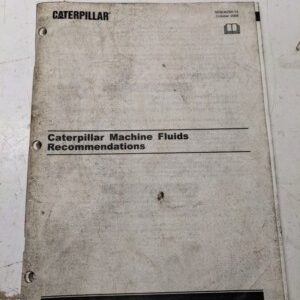 CATERPILLAR
Caterpillar Machine Fluids
Recommendations